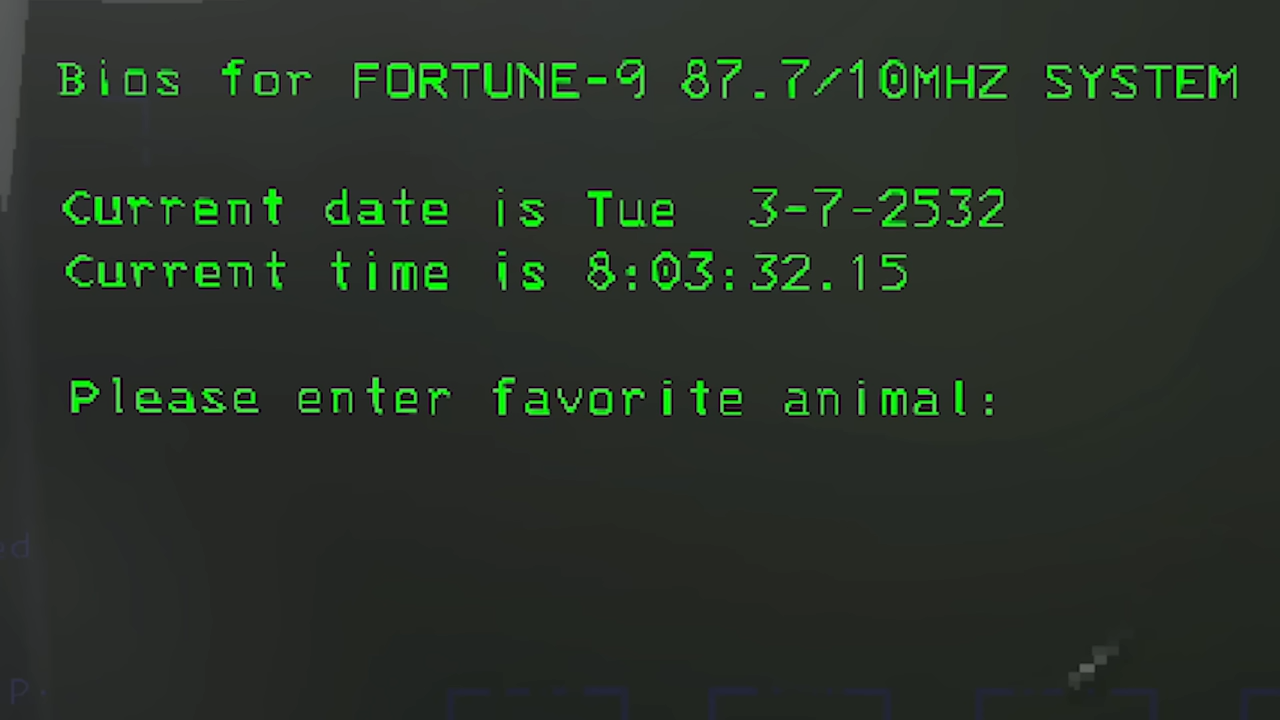 Bios for FORTUNE-9 87.7/10MHZ SYSTEM
Current date is Tue  3-7-2532
Current time is 8:03:32.15
Please enter favorite animal:
ed
P: